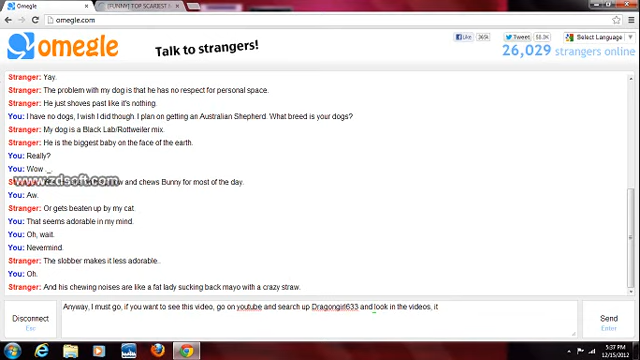 Omegle
[FUNNY] TOP SCARIEST
omegle.com
omegle
Talk to strangers!
Like
Tweet
Select Language
26,029 strangers online
Stranger: Yay.
Stranger: The problem with my dog is that he has no respect for personal space.
Stranger: He just shoves past like it's nothing.
You: I have no dogs, I wish I did though. I plan on getting an Australian Shepherd. What breed is your dogs?
Stranger: My dog is a Black Lab/Rottweiler mix.
Stranger: He is the biggest baby on the face of the earth.
You: Really?
You: Wow ._.
www.zdsoft.com
and chews Bunny for most of the day.
You: Aw.
Stranger: Or gets beaten up by my cat.
You: That seems adorable in my mind.
You: Oh, wait.
You: Nevermind.
Stranger: The slobber makes it less adorable..
You: Oh.
Stranger: And his chewing noises are like a fat lady sucking back mayo with a crazy straw.
Anyway, I must go, if you want to see this video, go on youtube and search up Dragongirl633 and look in the videos, it
Disconnect
Esc
Send
Enter
5:37 PM
12/15/2012